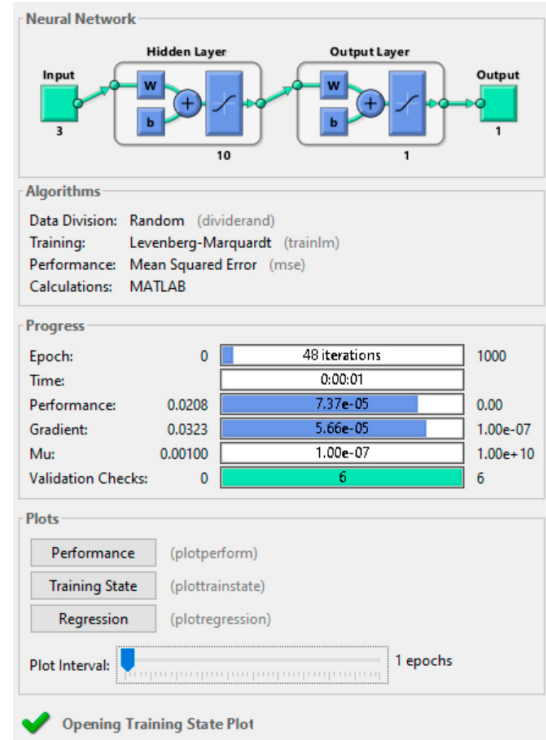 Neural Network
Hidden Layer Output Layer
Input Output
W W
b b
3 1
10 1
Algorithms
Data Division: Random (dividerand)
Training: Levenberg-Marquardt (trainlm)
Performance: Mean Squared Error (mse)
Calculations: MATLAB
Progress
Epoch: 0 48 iterations 1000
Time: 0:00:01
Performance: 0.0208 7.37e-05 0.00
Gradient: 0.0323 5.66e-05 1.00e-07
Mu: 0.00100 1.00e-07 1.00e+10
Validation Checks: 0 6 6
Plots
Performance (plotperform)
Training State (plottrainstate)
Regression (plotregression)
Plot Interval: 1 epochs
Opening Training State Plot